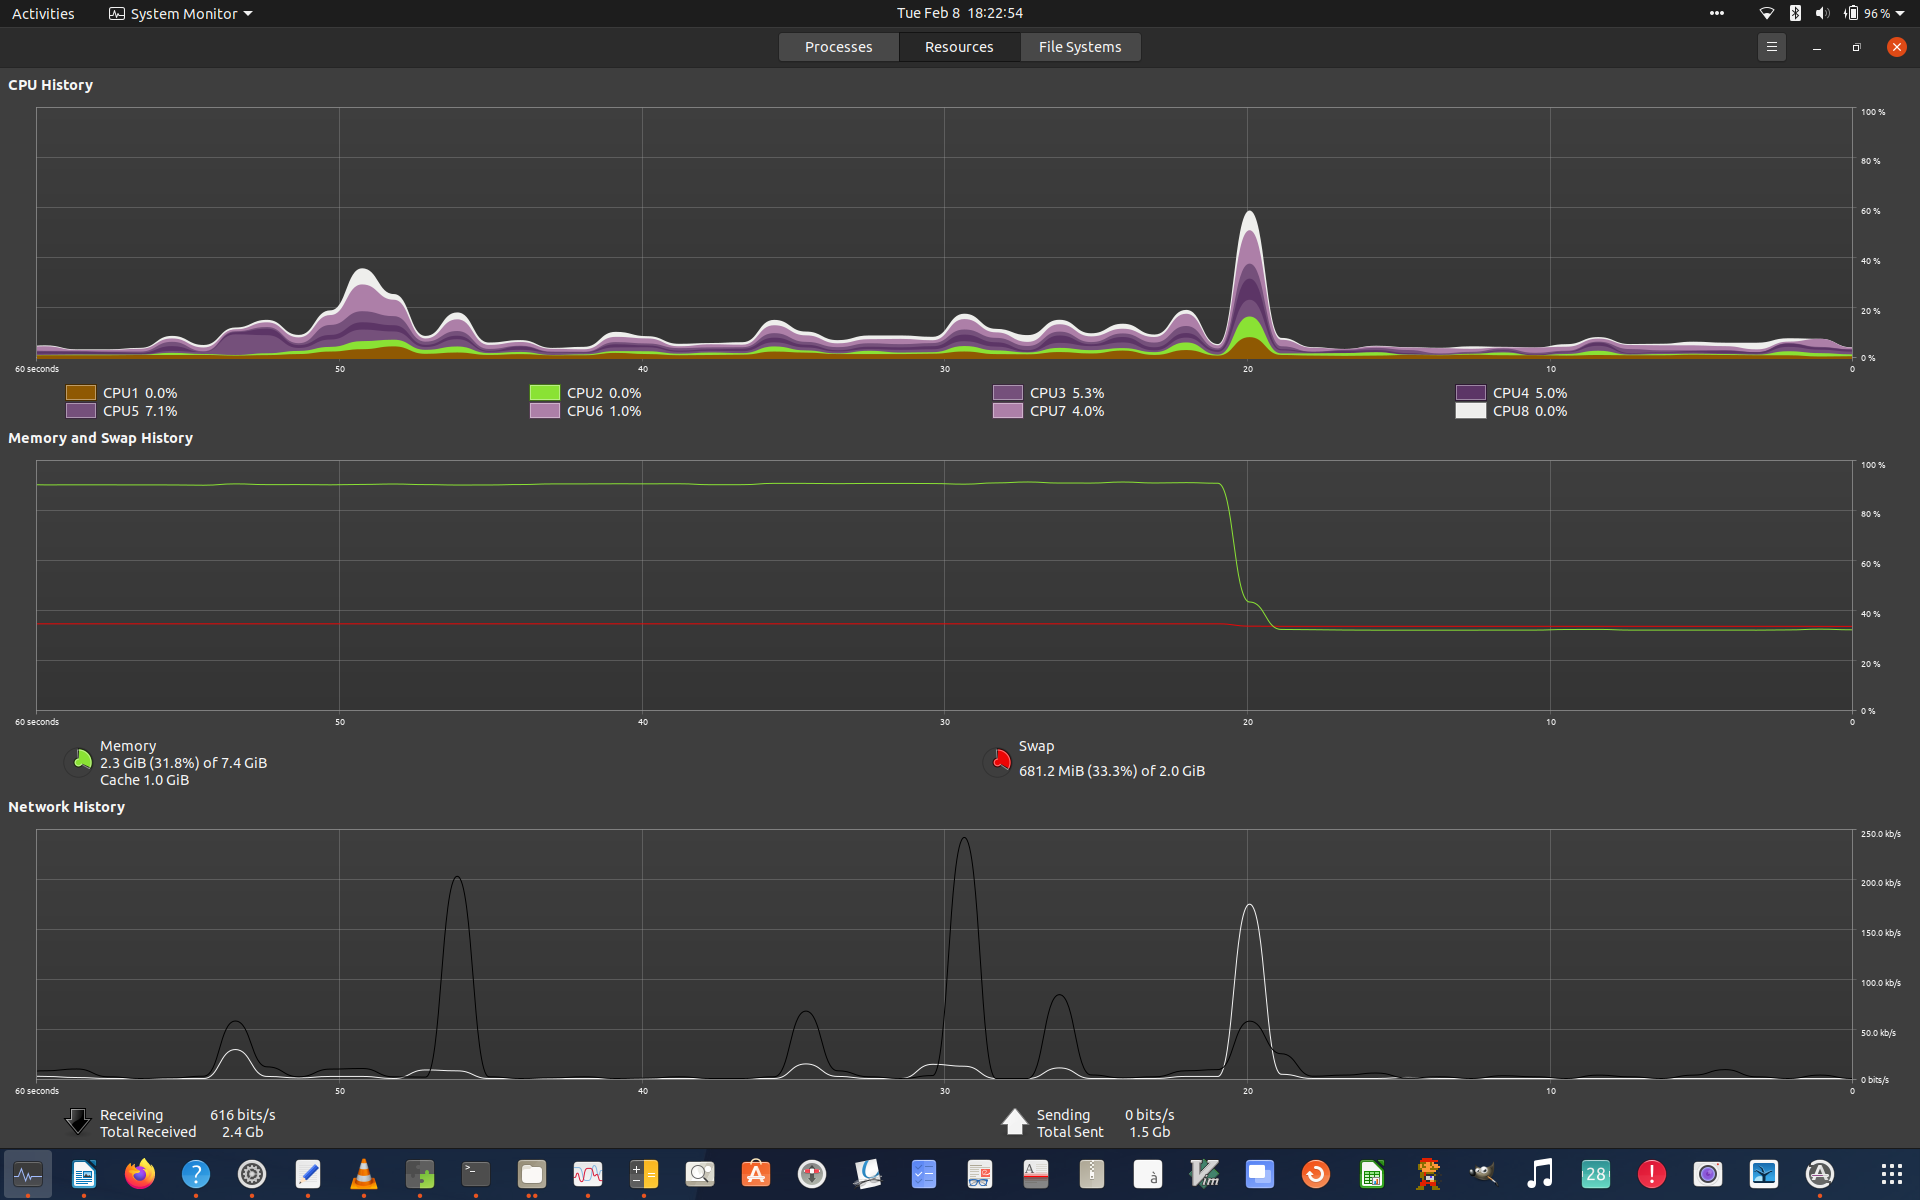 Activities System Monitor Tue Feb 8 18:22:54 96 %
Processes Resources File Systems
CPU History
100 %
80 %
60 %
40 %
20 %
0 %
60 seconds 50 40 30 20 10 0
CPU1 0.0% CPU2 0.0% CPU3 5.3% CPU4 5.0%
CPU5 7.1% CPU6 1.0% CPU7 4.0% CPU8 0.0%
Memory and Swap History
100 %
80 %
60 %
40 %
20 %
0 %
60 seconds 50 40 30 20 10 0
Memory
2.3 GiB (31.8%) of 7.4 GiB
Cache 1.0 GiB
Swap
681.2 MiB (33.3%) of 2.0 GiB
Network History
250.0 kb/s
200.0 kb/s
150.0 kb/s
100.0 kb/s
50.0 kb/s
0 bits/s
60 seconds 50 40 30 20 10 0
Receiving 616 bits/s
Total Received 2.4 Gb
Sending 0 bits/s
Total Sent 1.5 Gb
? >_ A A à Vim 28 !